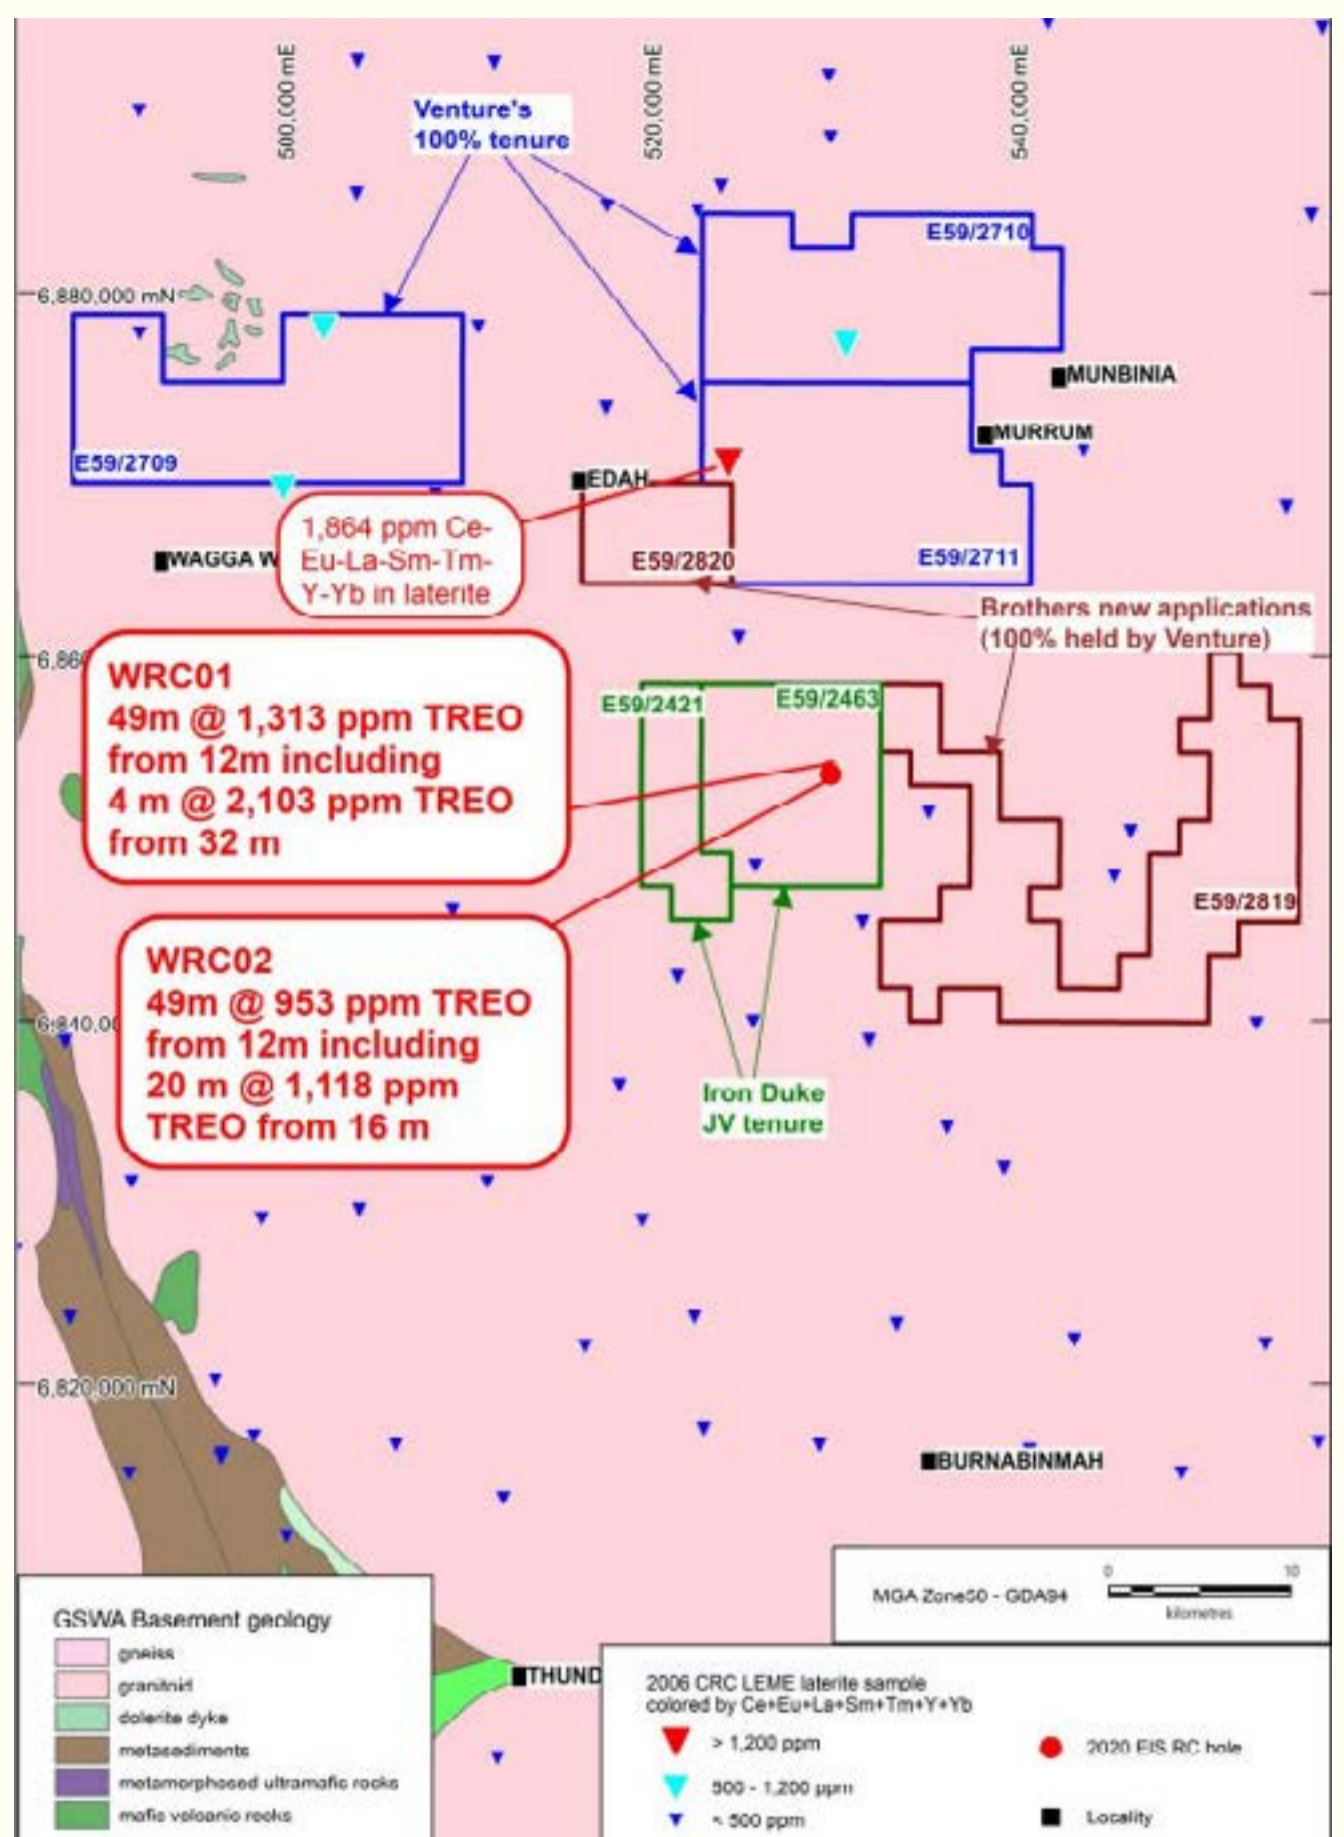 500,000 mE
520,000 mE
540,000 mE
Venture's
100% tenure
E59/2710
6,880,000 mN
MUNBINIA
MURRUM
E59/2709
EDAH
1,864 ppm Ce-
Eu-La-Sm-Tm-
Y-Yb in laterite
WAGGA W
E59/2820
E59/2711
Brothers new applications
(100% held by Venture)
6,860
WRC01
49m @ 1,313 ppm TREO
from 12m including
4 m @ 2,103 ppm TREO
from 32 m
E59/2421
E59/2463
E59/2819
WRC02
49m @ 953 ppm TREO
from 12m including
20 m @ 1,118 ppm
TREO from 16 m
6,840,00
Iron Duke
JV tenure
6,820,000 mN
BURNABINMAH
MGA Zone50 - GDA94
0
10
kilometres
THUND
GSWA Basement geology
gneiss
granitoid
dolerite dyke
metasediments
metamorphosed ultramafic rocks
mafic volcanic rocks
2006 CRC LEME laterite sample
colored by Ce+Eu+La+Sm+Tm+Y+Yb
> 1,200 ppm
500 - 1,200 ppm
< 500 ppm
2020 EIS RC hole
Locality